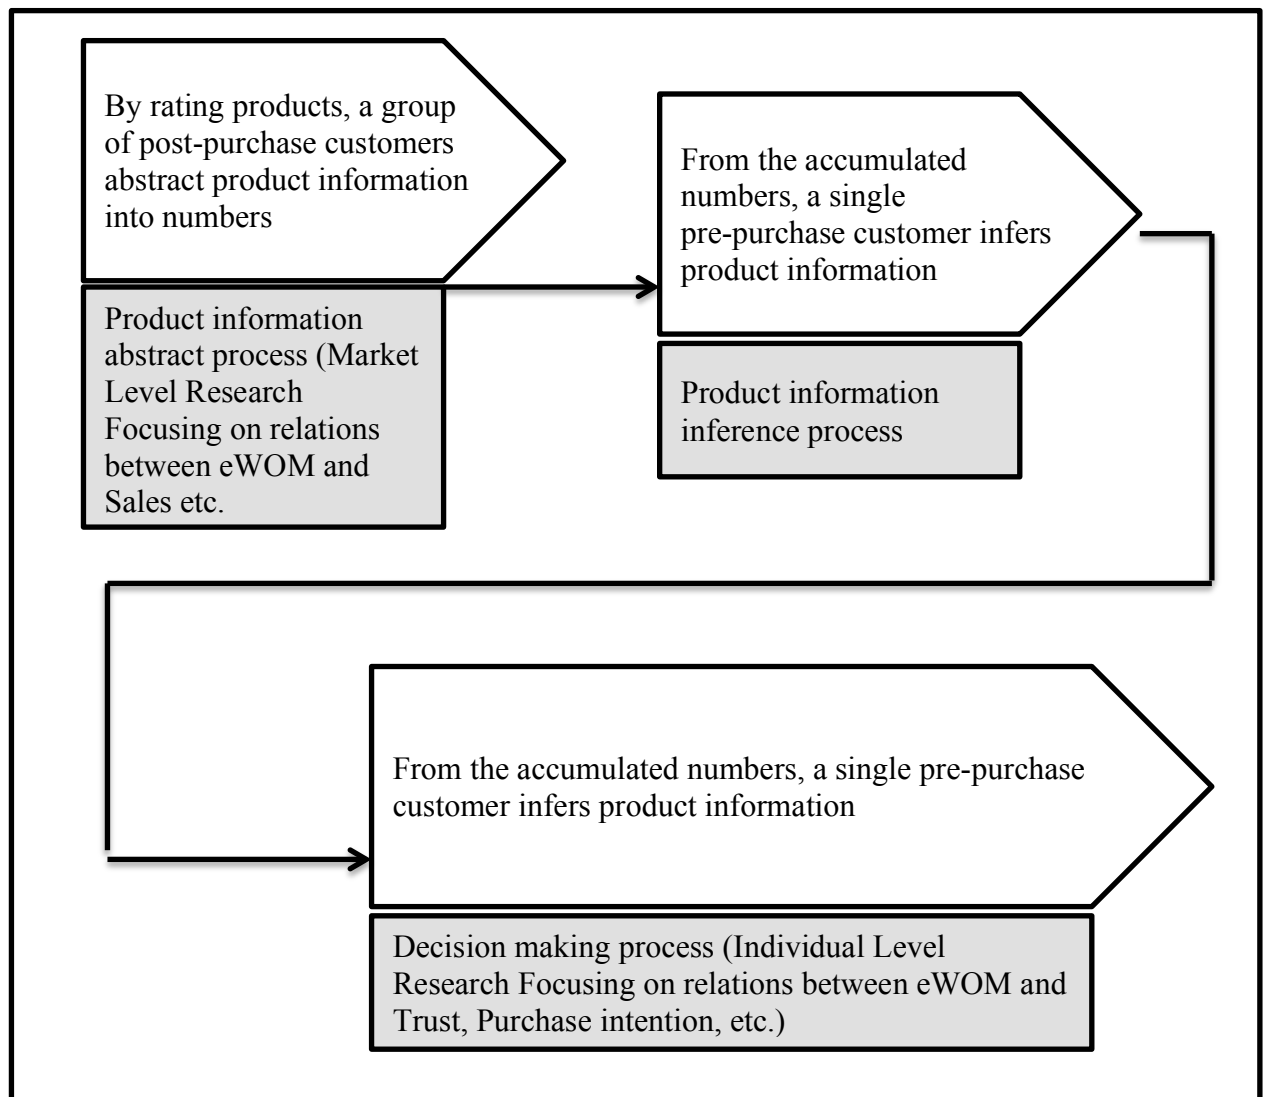 By rating products, a group
of post-purchase customers
abstract product information
into numbers
Product information
abstract process (Market
Level Research
Focusing on relations
between eWOM and
Sales etc.
From the accumulated
numbers, a single
pre-purchase customer infers
product information
Product information
inference process
From the accumulated numbers, a single pre-purchase
customer infers product information
Decision making process (Individual Level
Research Focusing on relations between eWOM and
Trust, Purchase intention, etc.)